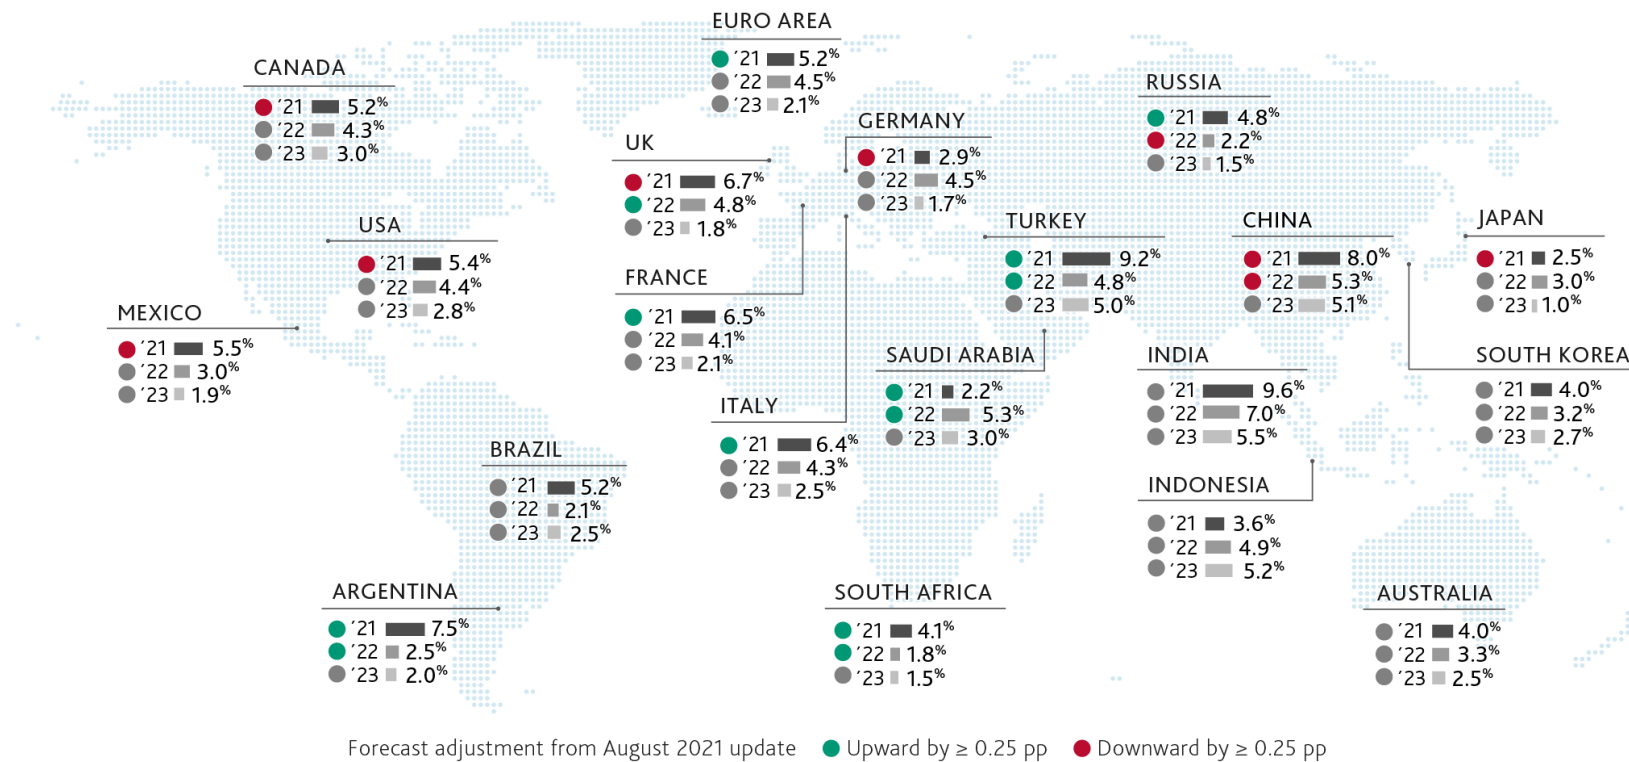 EURO AREA
´21 5.2%
´22 4.5%
´23 2.1%
CANADA
´21 5.2%
´22 4.3%
´23 3.0%
RUSSIA
´21 4.8%
´22 2.2%
´23 1.5%
GERMANY
´21 2.9%
´22 4.5%
´23 1.7%
UK
´21 6.7%
´22 4.8%
´23 1.8%
USA
´21 5.4%
´22 4.4%
´23 2.8%
TURKEY
´21 9.2%
´22 4.8%
´23 5.0%
CHINA
´21 8.0%
´22 5.3%
´23 5.1%
JAPAN
´21 2.5%
´22 3.0%
´23 1.0%
FRANCE
´21 6.5%
´22 4.1%
´23 2.1%
MEXICO
´21 5.5%
´22 3.0%
´23 1.9%
SAUDI ARABIA
´21 2.2%
´22 5.3%
´23 3.0%
INDIA
´21 9.6%
´22 7.0%
´23 5.5%
SOUTH KOREA
´21 4.0%
´22 3.2%
´23 2.7%
ITALY
´21 6.4%
´22 4.3%
´23 2.5%
BRAZIL
´21 5.2%
´22 2.1%
´23 2.5%
INDONESIA
´21 3.6%
´22 4.9%
´23 5.2%
ARGENTINA
´21 7.5%
´22 2.5%
´23 2.0%
SOUTH AFRICA
´21 4.1%
´22 1.8%
´23 1.5%
AUSTRALIA
´21 4.0%
´22 3.3%
´23 2.5%
Forecast adjustment from August 2021 update Upward by ≥ 0.25 pp Downward by ≥ 0.25 pp